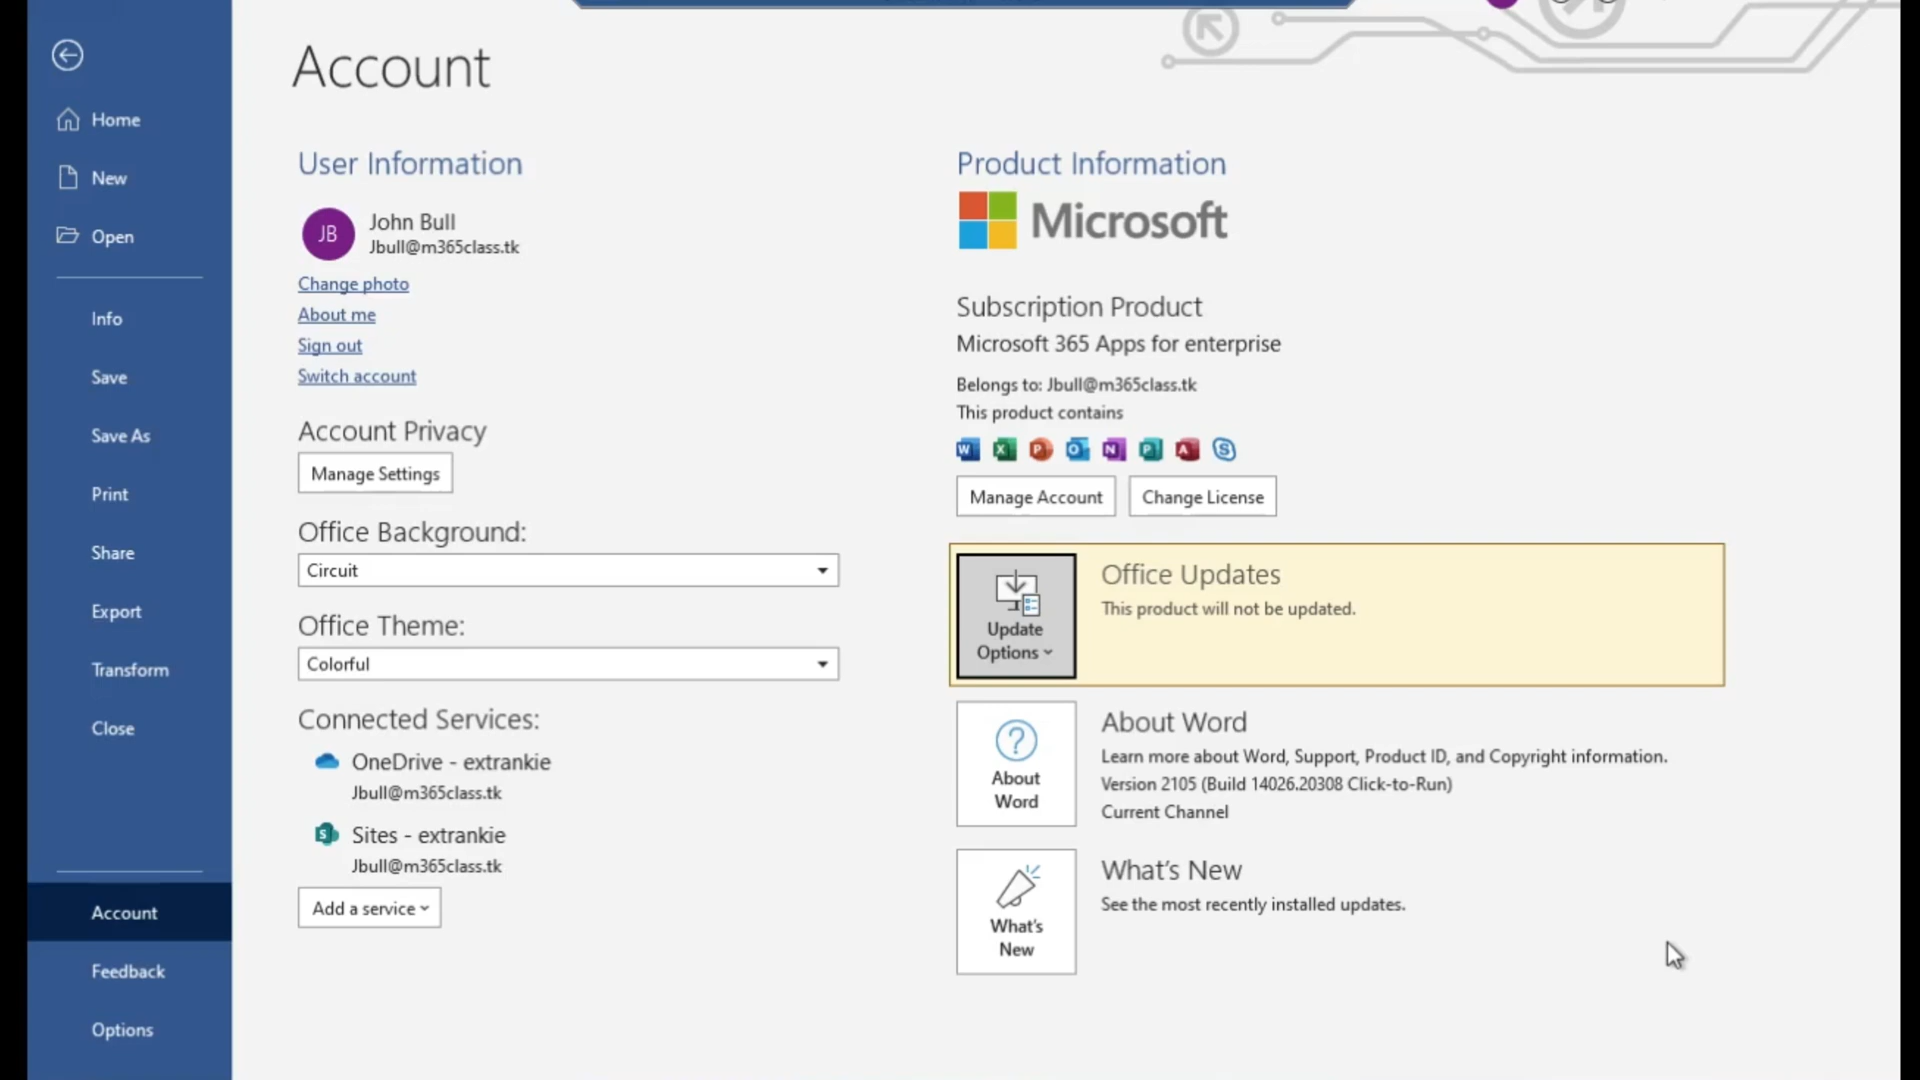 Account
Home
New
Open
Info
Save
Save As
Print
Share
Export
Transform
Close
Account
Feedback
Options
User Information
JB
John Bull
Jbull@m365class.tk
Change photo
About me
Sign out
Switch account
Account Privacy
Manage Settings
Office Background:
Circuit
Office Theme:
Colorful
Connected Services:
OneDrive - extrankie
Jbull@m365class.tk
S
Sites - extrankie
Jbull@m365class.tk
Add a service
Product Information
Microsoft
Subscription Product
Microsoft 365 Apps for enterprise
Belongs to: Jbull@m365class.tk
This product contains
W X P O N P A S
Manage Account Change License
Update
Options
Office Updates
This product will not be updated.
About
Word
About Word
Learn more about Word, Support, Product ID, and Copyright information.
Version 2105 (Build 14026.20308 Click-to-Run)
Current Channel
What's
New
What's New
See the most recently installed updates.